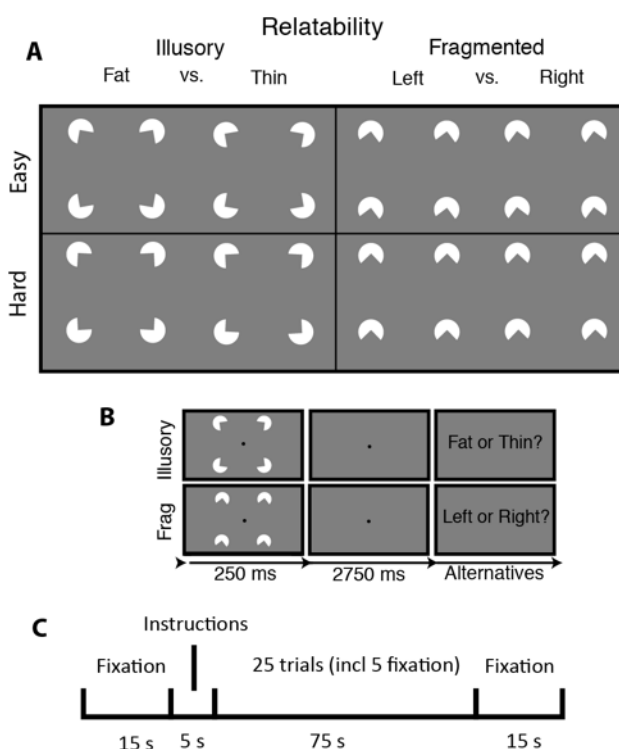 Relatability
A
Illusory
Fragmented
Fat vs. Thin
Left vs. Right
Easy
Hard
B
Illusory
Fat or Thin?
Frag
Left or Right?
250 ms 2750 ms Alternatives
C
Instructions
Fixation 25 trials (incl 5 fixation) Fixation
15 s 5 s 75 s 15 s